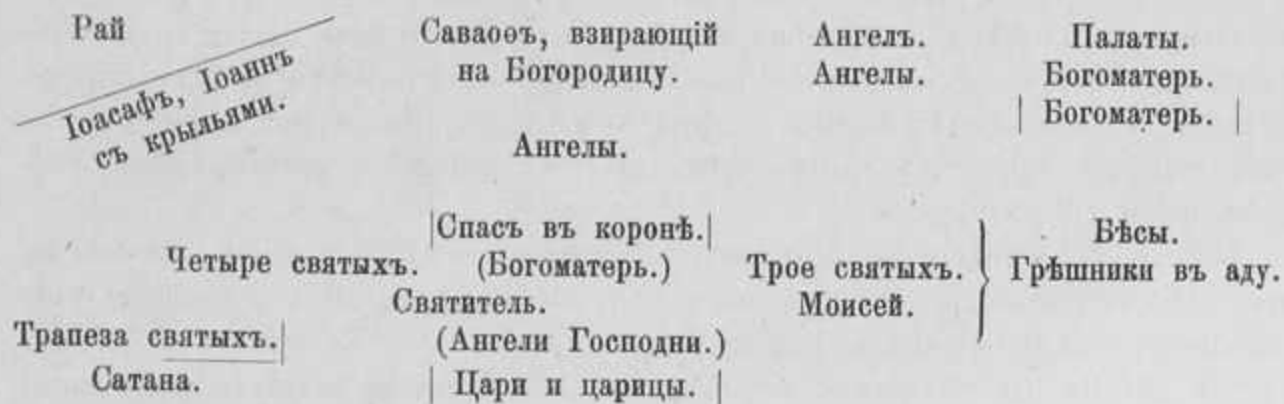 Рай
Іоасафъ, Іоаннъ
съ крыльями.
Саваоѳъ, взирающій
на Богородицу.
Ангелы.
Ангелъ.
Ангелы.
Палаты.
Богоматерь.
| Богоматерь. |
|Спасъ въ коронѣ.|
Четыре святыхъ. (Богоматерь.) Трое святыхъ.
Святитель. Моисей.
Бѣсы.
Грѣшники въ аду.
Трапеза святыхъ.| (Ангели Господни.)
Сатана. | Цари и царицы. |